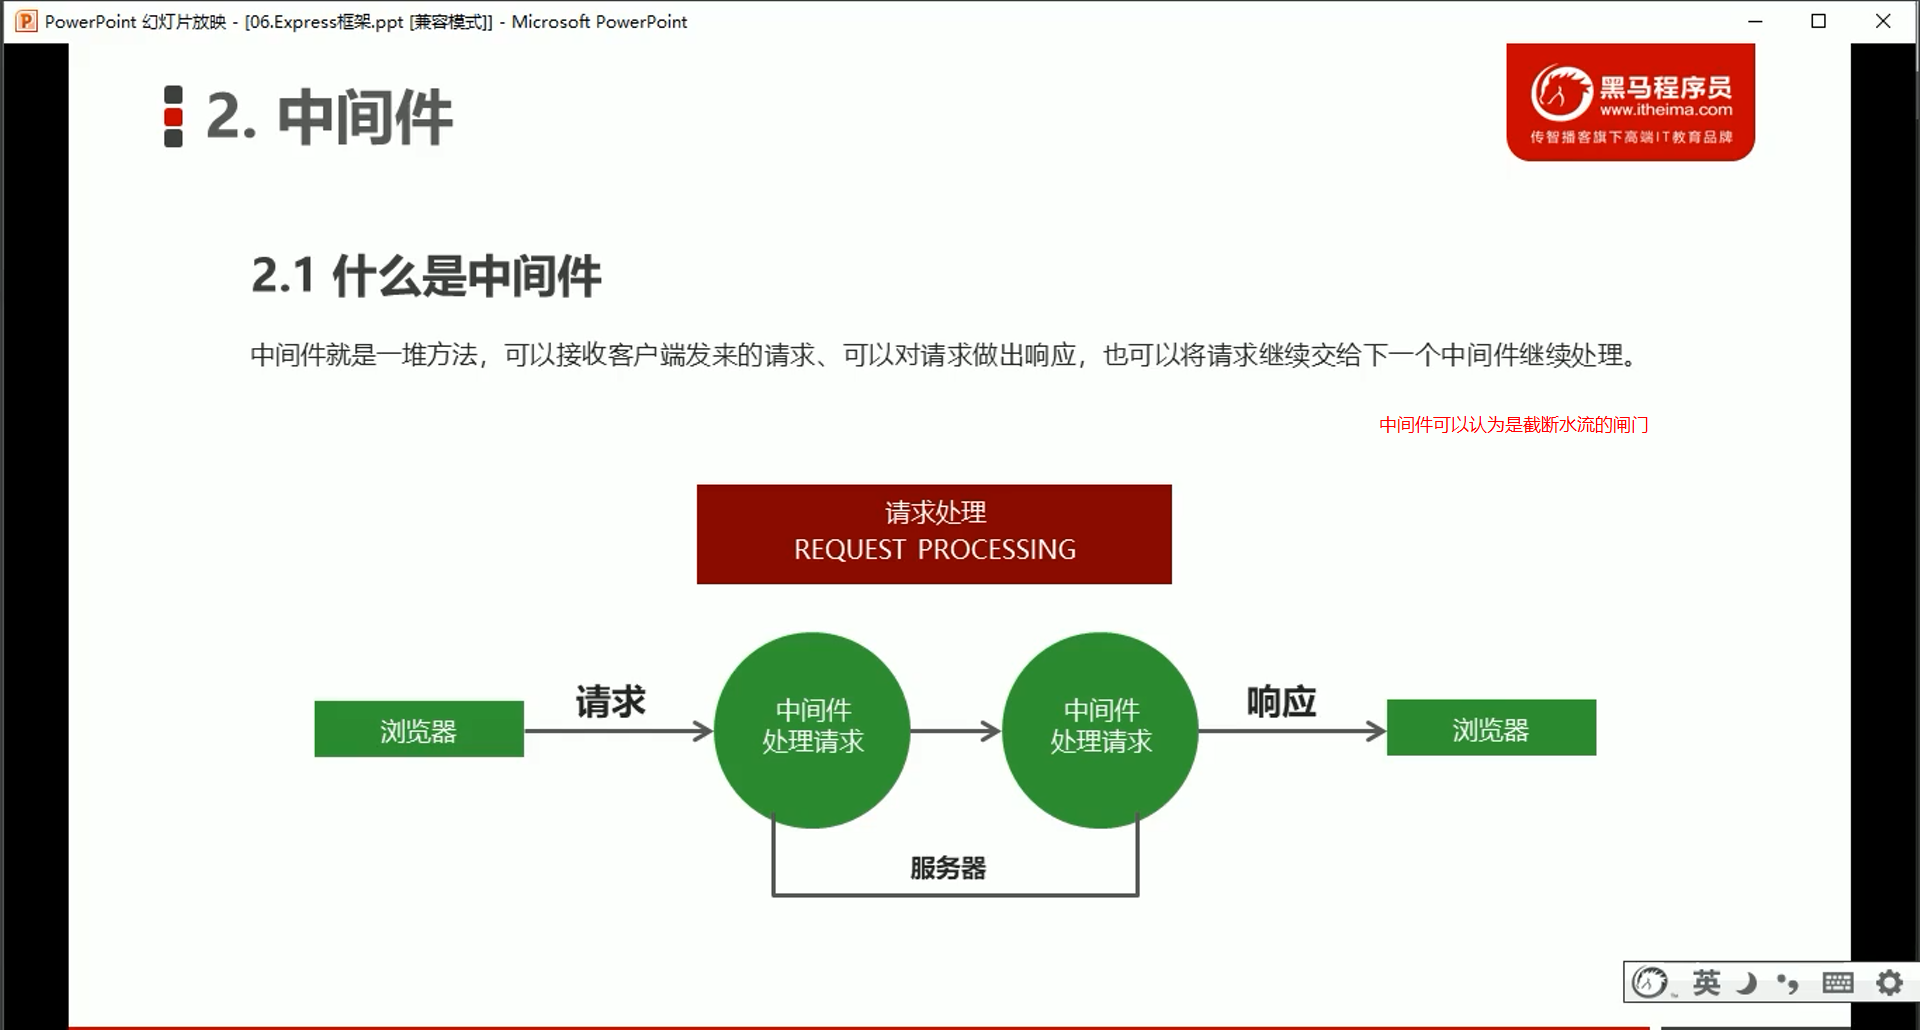 PowerPoint 幻灯片放映 - [06.Express框架.ppt [兼容模式]] - Microsoft PowerPoint
黑马程序员
www.itheima.com
传智播客旗下高端IT教育品牌
2. 中间件
2.1 什么是中间件
中间件就是一堆方法，可以接收客户端发来的请求、可以对请求做出响应，也可以将请求继续交给下一个中间件继续处理。
中间件可以认为是截断水流的闸门
请求处理
REQUEST PROCESSING
浏览器
请求
中间件
处理请求
中间件
处理请求
响应
浏览器
服务器
英